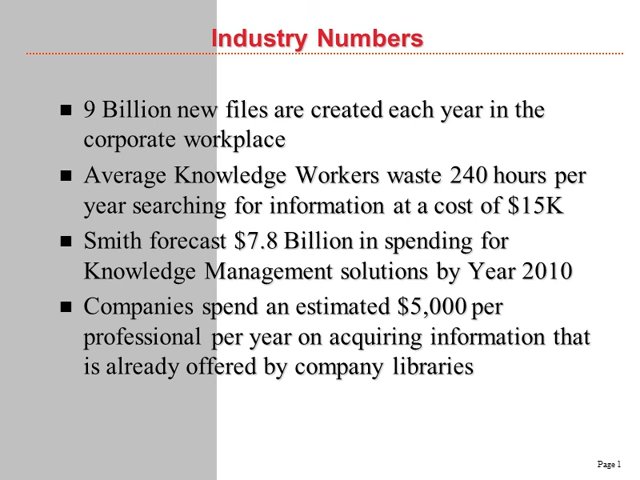 Industry Numbers
■ 9 Billion new files are created each year in the
corporate workplace
■ Average Knowledge Workers waste 240 hours per
year searching for information at a cost of $15K
■ Smith forecast $7.8 Billion in spending for
Knowledge Management solutions by Year 2010
■ Companies spend an estimated $5,000 per
professional per year on acquiring information that
is already offered by company libraries
Page 1